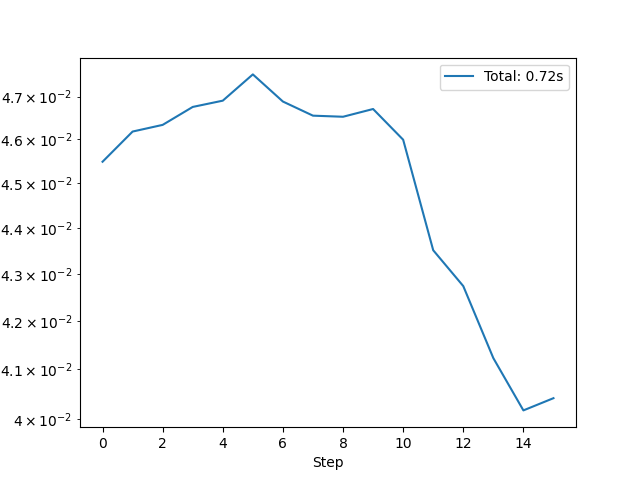 Total: 0.72s
4.7 × 10⁻²
4.6 × 10⁻²
4.5 × 10⁻²
4.4 × 10⁻²
4.3 × 10⁻²
4.2 × 10⁻²
4.1 × 10⁻²
4 × 10⁻²
0 2 4 6 8 10 12 14
Step